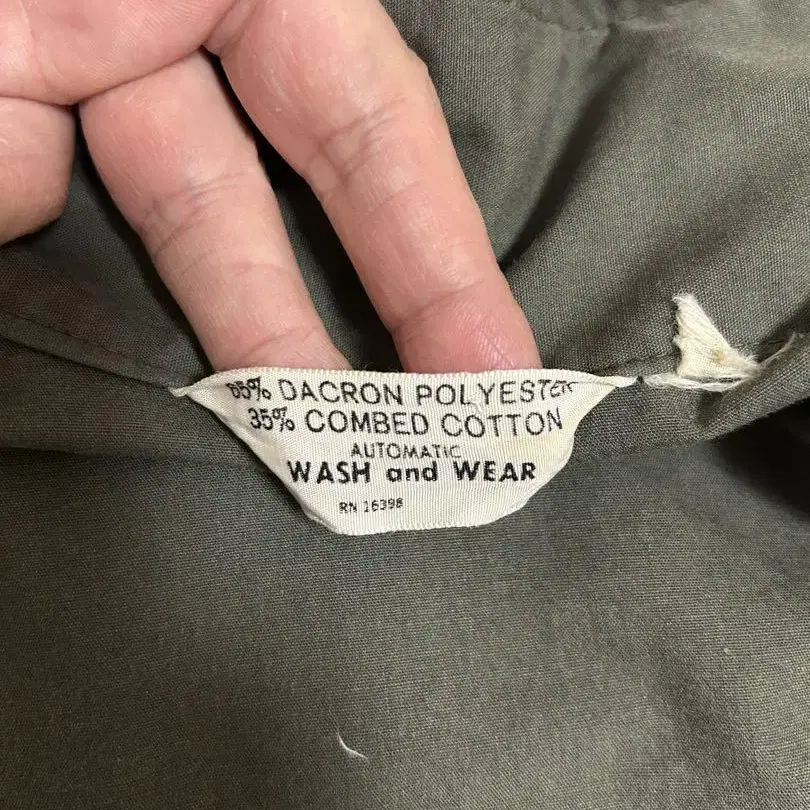 65% DACRON POLYESTER
35% COMBED COTTON
AUTOMATIC
WASH and WEAR
RN 16398